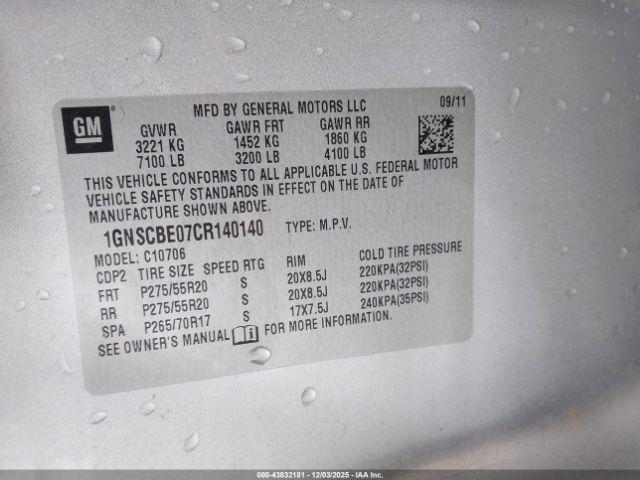 GM
MFD BY GENERAL MOTORS LLC 09/11
GVWR GAWR FRT GAWR RR
3221 KG 1452 KG 1860 KG
7100 LB 3200 LB 4100 LB
THIS VEHICLE CONFORMS TO ALL APPLICABLE U.S. FEDERAL MOTOR
VEHICLE SAFETY STANDARDS IN EFFECT ON THE DATE OF
MANUFACTURE SHOWN ABOVE.
1GNSCBE07CR140140 TYPE: M.P.V.
MODEL: C10706
CDP2 TIRE SIZE SPEED RTG RIM COLD TIRE PRESSURE
FRT P275/55R20 S 20X8.5J 220KPA(32PSI)
RR P275/55R20 S 20X8.5J 220KPA(32PSI)
SPA P265/70R17 S 17X7.5J 240KPA(35PSI)
SEE OWNER'S MANUAL FOR MORE INFORMATION.
000-43832181 - 12/03/2025 - IAAI.com